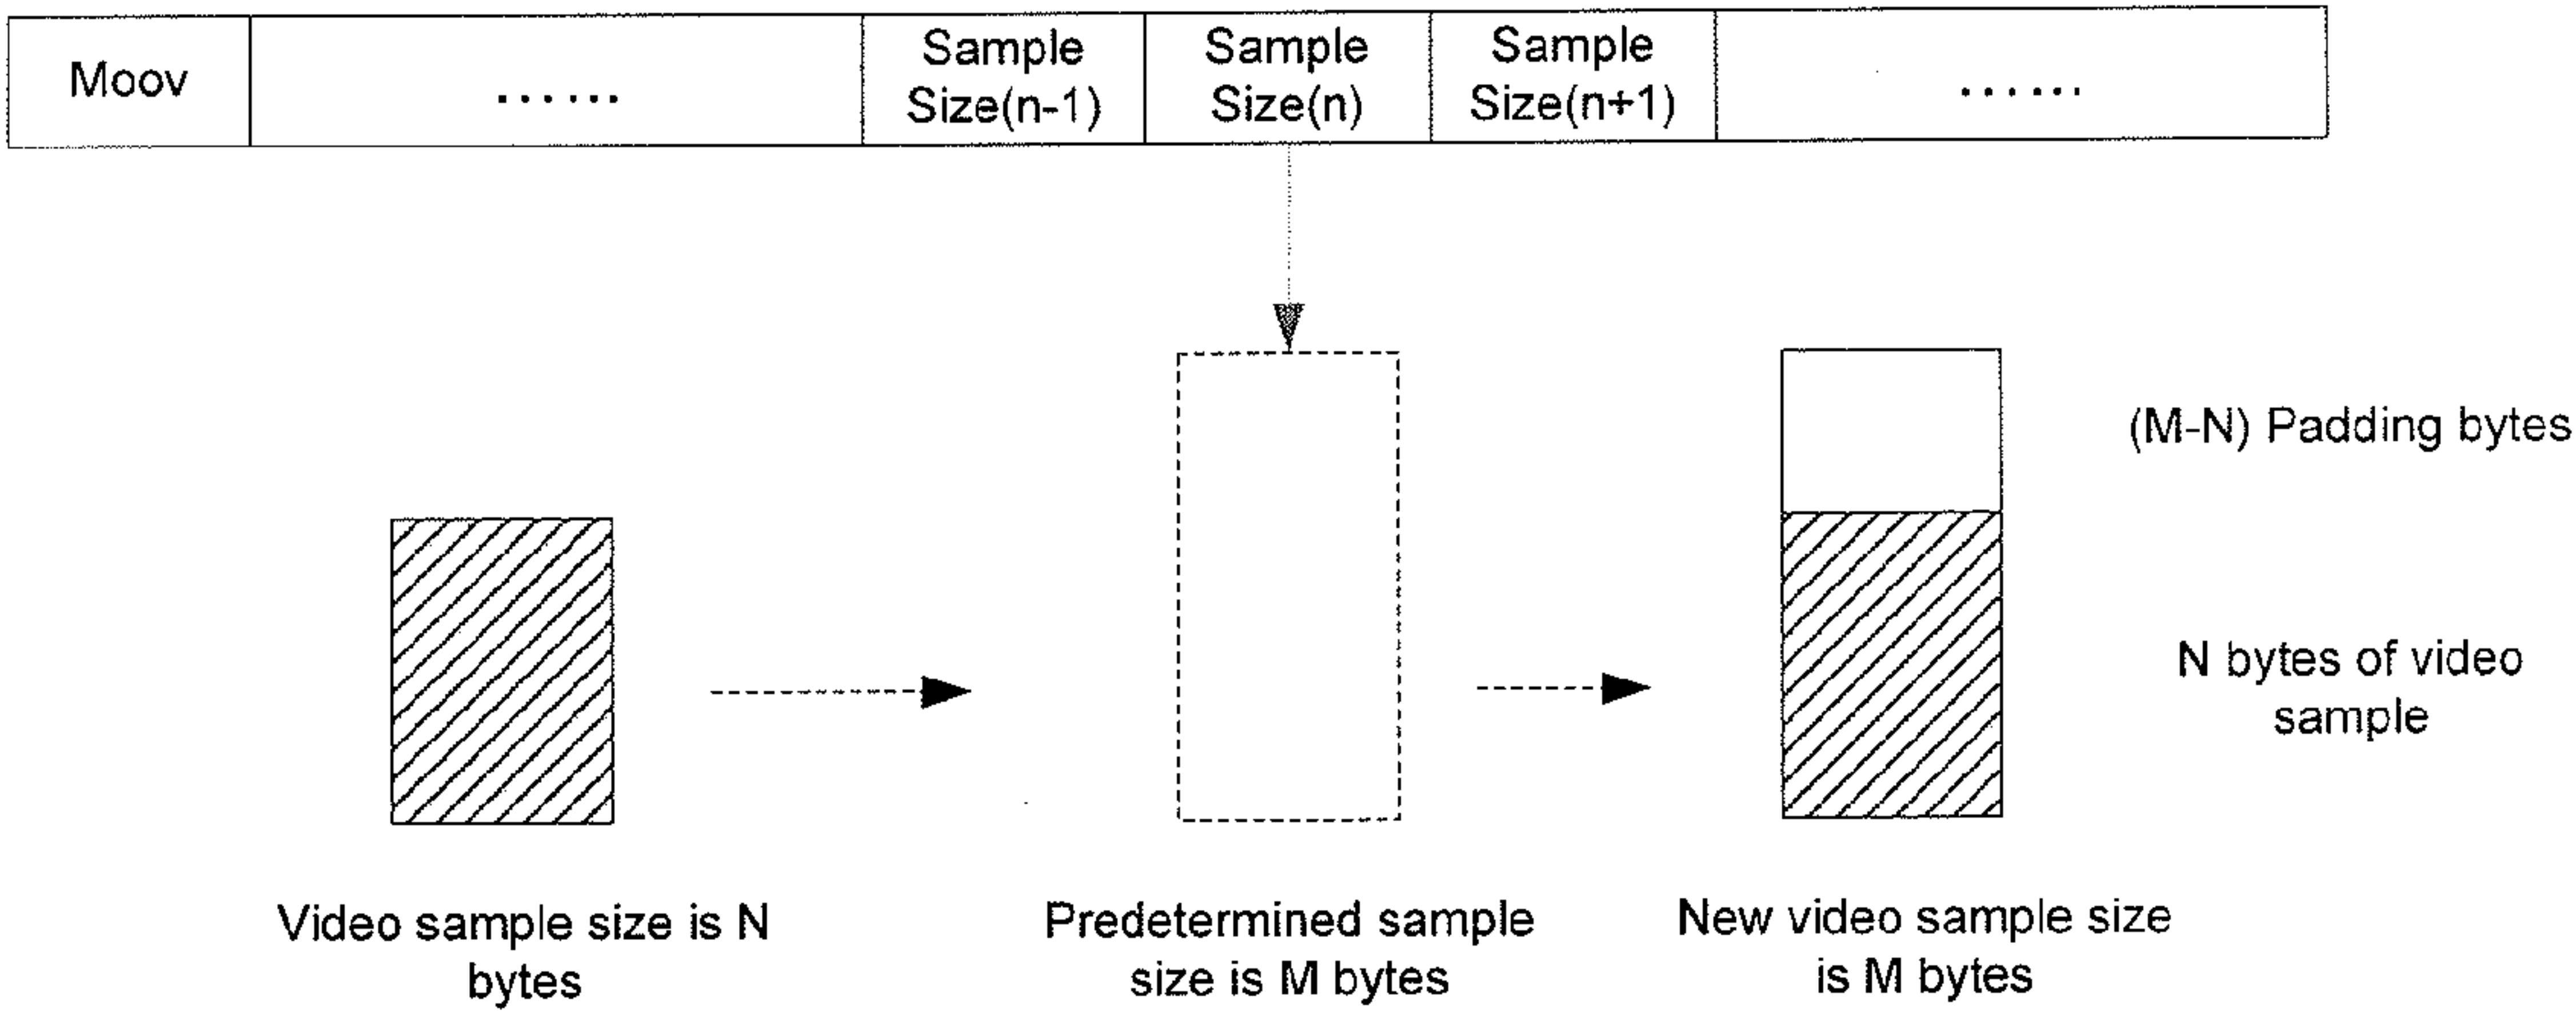 Moov
......
Sample
Size(n-1)
Sample
Size(n)
Sample
Size(n+1)
......
(M-N) Padding bytes
N bytes of video
sample
Video sample size is N
bytes
Predetermined sample
size is M bytes
New video sample size
is M bytes